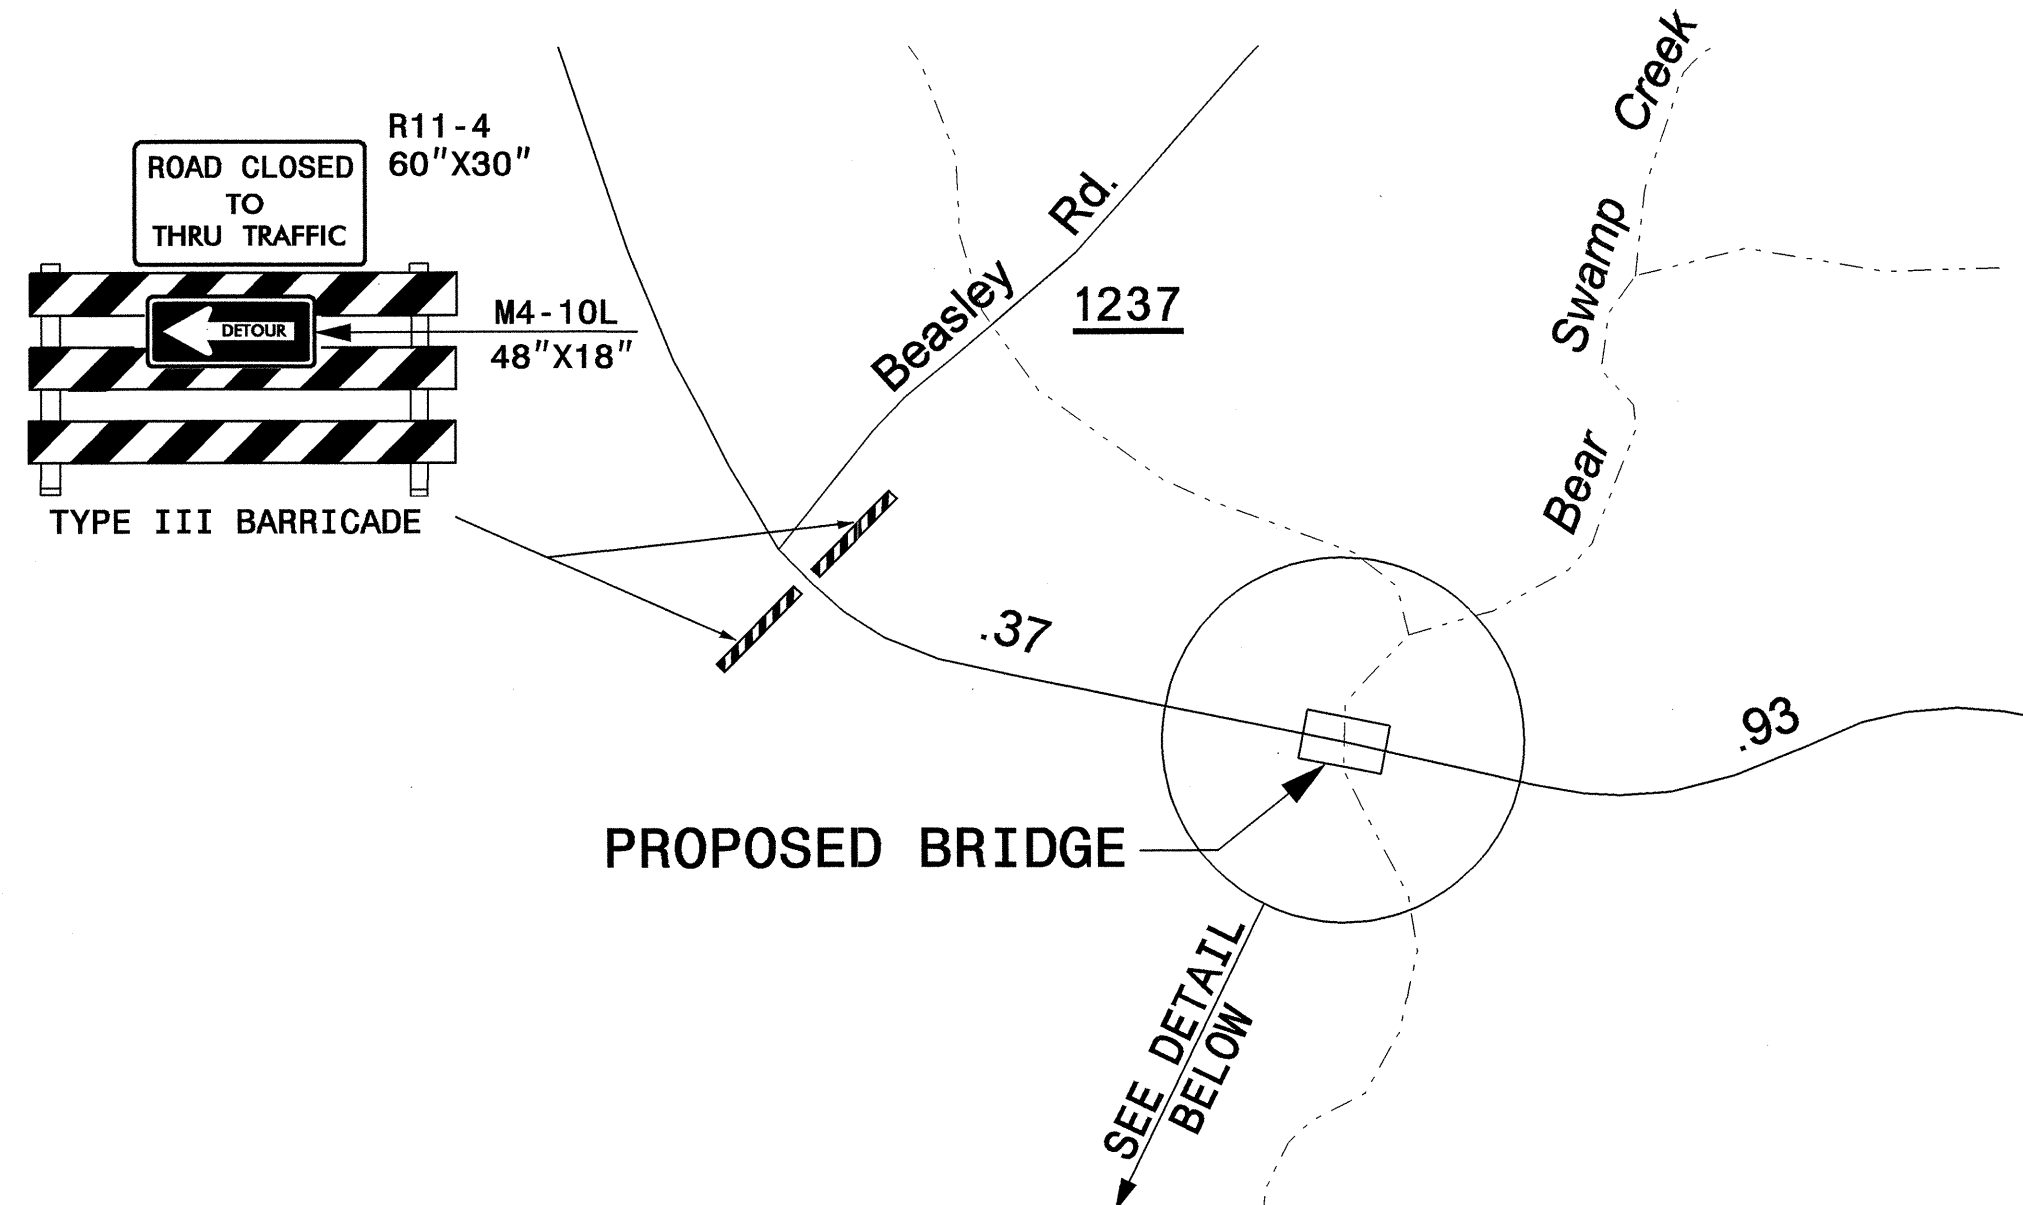 R11-4
60"X30"
ROAD CLOSED
TO
THRU TRAFFIC
DETOUR
M4-10L
48"X18"
TYPE III BARRICADE
Beasley Rd.
1237
Bear Swamp Creek
.37
.93
PROPOSED BRIDGE
SEE DETAIL
BELOW